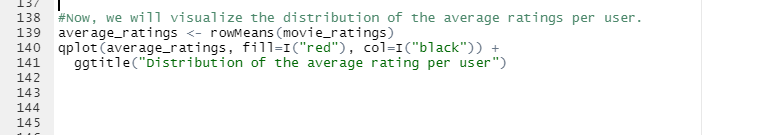 137
138 #Now, we will visualize the distribution of the average ratings per user.
139 average_ratings <- rowMeans(movie_ratings)
140 qplot(average_ratings, fill=I("red"), col=I("black")) +
141   ggtitle("Distribution of the average rating per user")
142
143
144
145